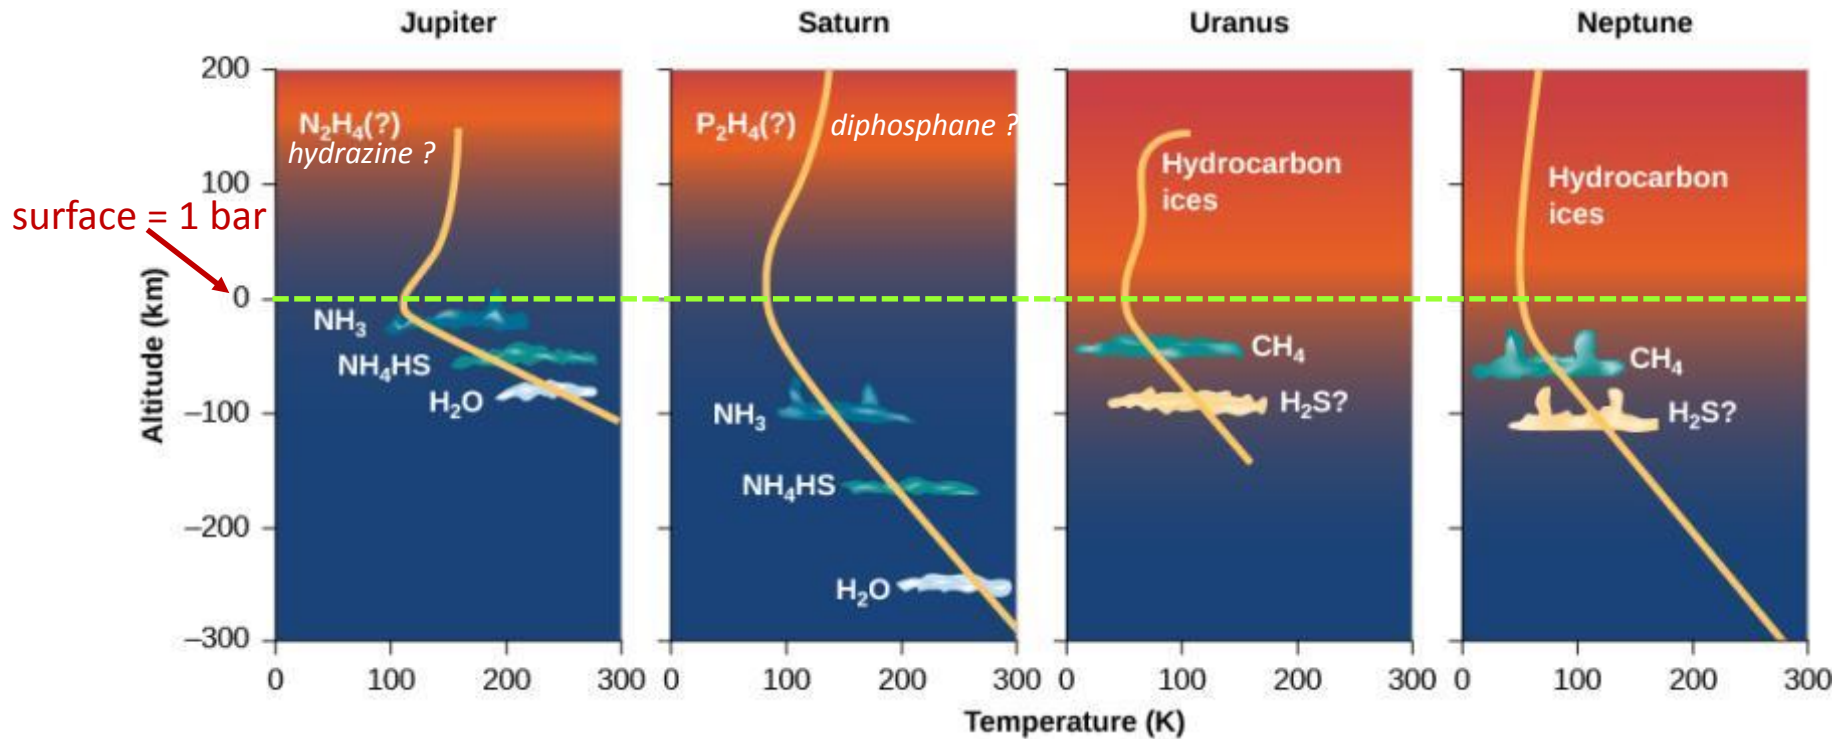 Jupiter
Saturn
Uranus
Neptune
200
100
0
–100
–200
–300
Altitude (km)
surface = 1 bar
N₂H₄(?)
hydrazine ?
NH₃
NH₄HS
H₂O
P₂H₄(?) diphosphane ?
NH₃
NH₄HS
H₂O
Hydrocarbon
ices
CH₄
H₂S?
Hydrocarbon
ices
CH₄
H₂S?
0 100 200 300 0 100 200 300 0 100 200 300 0 100 200 300
Temperature (K)